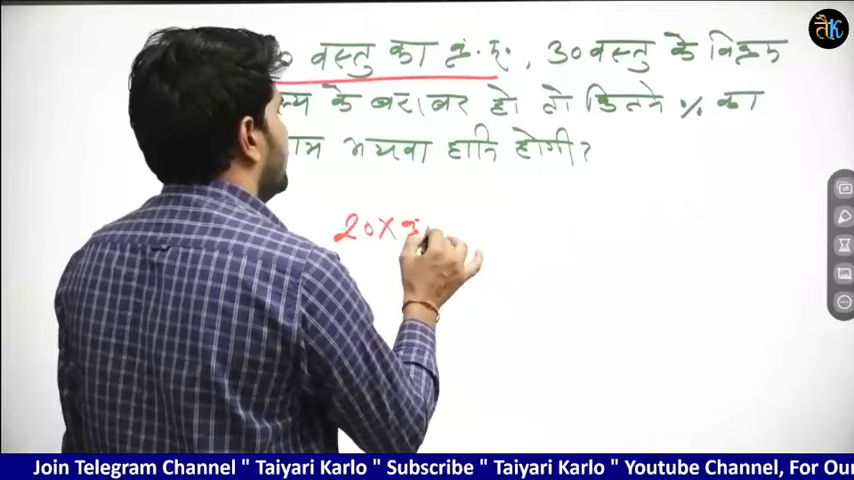 0 वस्तु का क्र. मू., 30 वस्तु के विक्रय
ल्य के बराबर हो तो कितने % का
अथवा हानि होगी?
20 X क्र
Join Telegram Channel " Taiyari Karlo " Subscribe " Taiyari Karlo " Youtube Channel, For Our